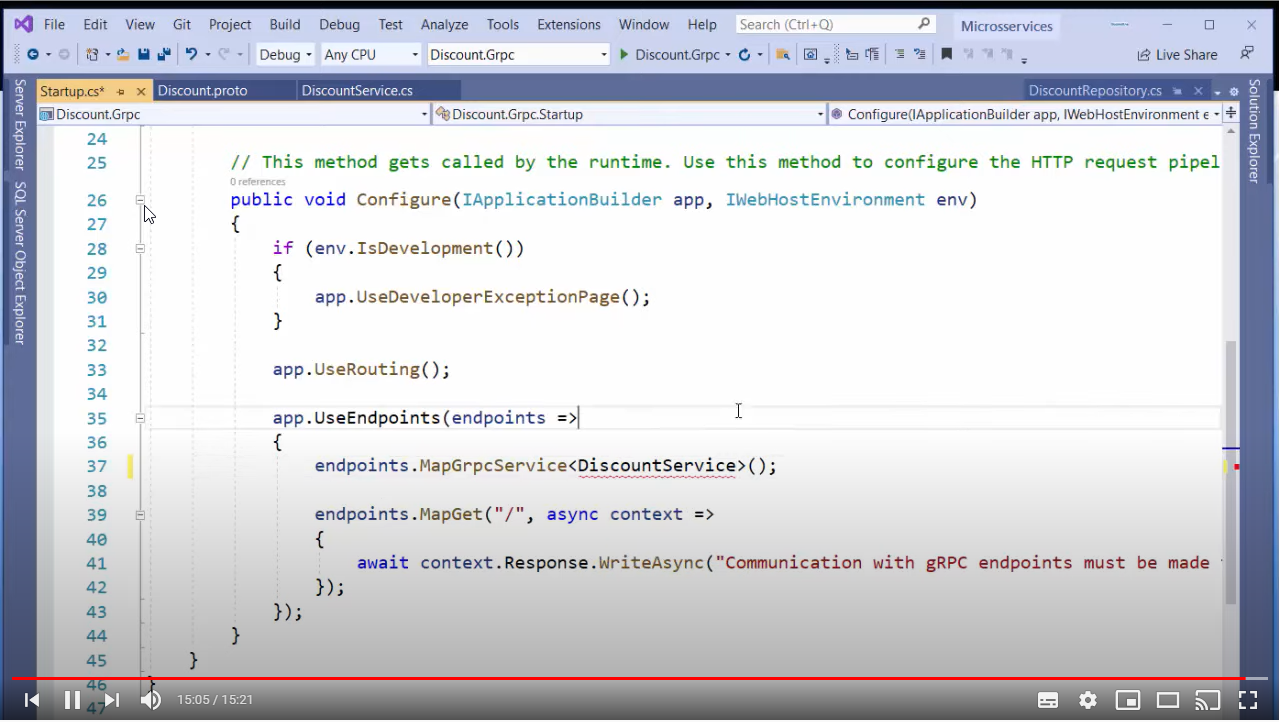 File Edit View Git Project Build Debug Test Analyze Tools Extensions Window Help Search (Ctrl+Q) Microservices
Debug Any CPU Discount.Grpc Discount.Grpc Live Share
Startup.cs* Discount.proto DiscountService.cs DiscountRepository.cs
Discount.Grpc Discount.Grpc.Startup Configure(IApplicationBuilder app, IWebHostEnvironment e
Server Explorer
SQL Server Object Explorer
Solution Explorer
24
25 // This method gets called by the runtime. Use this method to configure the HTTP request pipel
0 references
26 public void Configure(IApplicationBuilder app, IWebHostEnvironment env)
27 {
28 if (env.IsDevelopment())
29 {
30 app.UseDeveloperExceptionPage();
31 }
32
33 app.UseRouting();
34
35 app.UseEndpoints(endpoints =>
36 {
37 endpoints.MapGrpcService<DiscountService>();
38
39 endpoints.MapGet("/", async context =>
40 {
41 await context.Response.WriteAsync("Communication with gRPC endpoints must be made
42 });
43 });
44 }
45 }
46 }
47
15:05 / 15:21